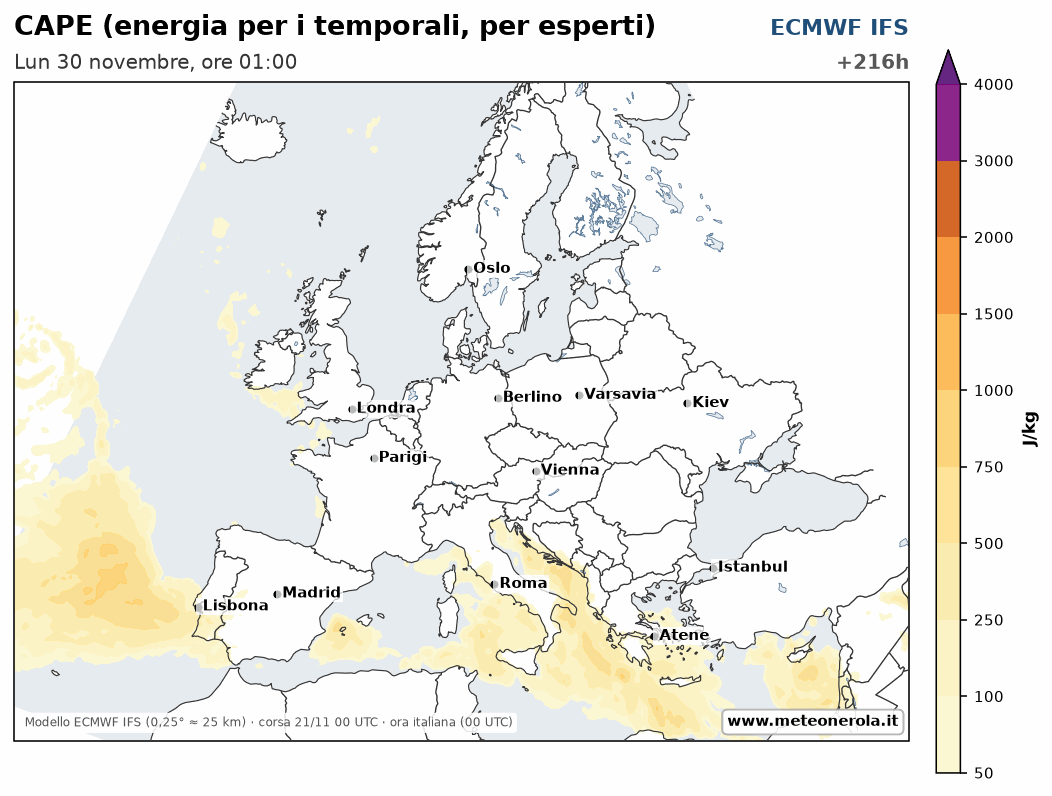 CAPE (energia per i temporali, per esperti)
ECMWF IFS
Lun 30 novembre, ore 01:00
+216h
4000
3000
2000
1500
1000
750
500
250
100
50
J/kg
Oslo
Londra
Berlino
Varsavia
Kiev
Parigi
Vienna
Istanbul
Roma
Madrid
Lisbona
Atene
Modello ECMWF IFS (0,25° ≈ 25 km) · corsa 21/11 00 UTC · ora italiana (00 UTC)
www.meteonerola.it